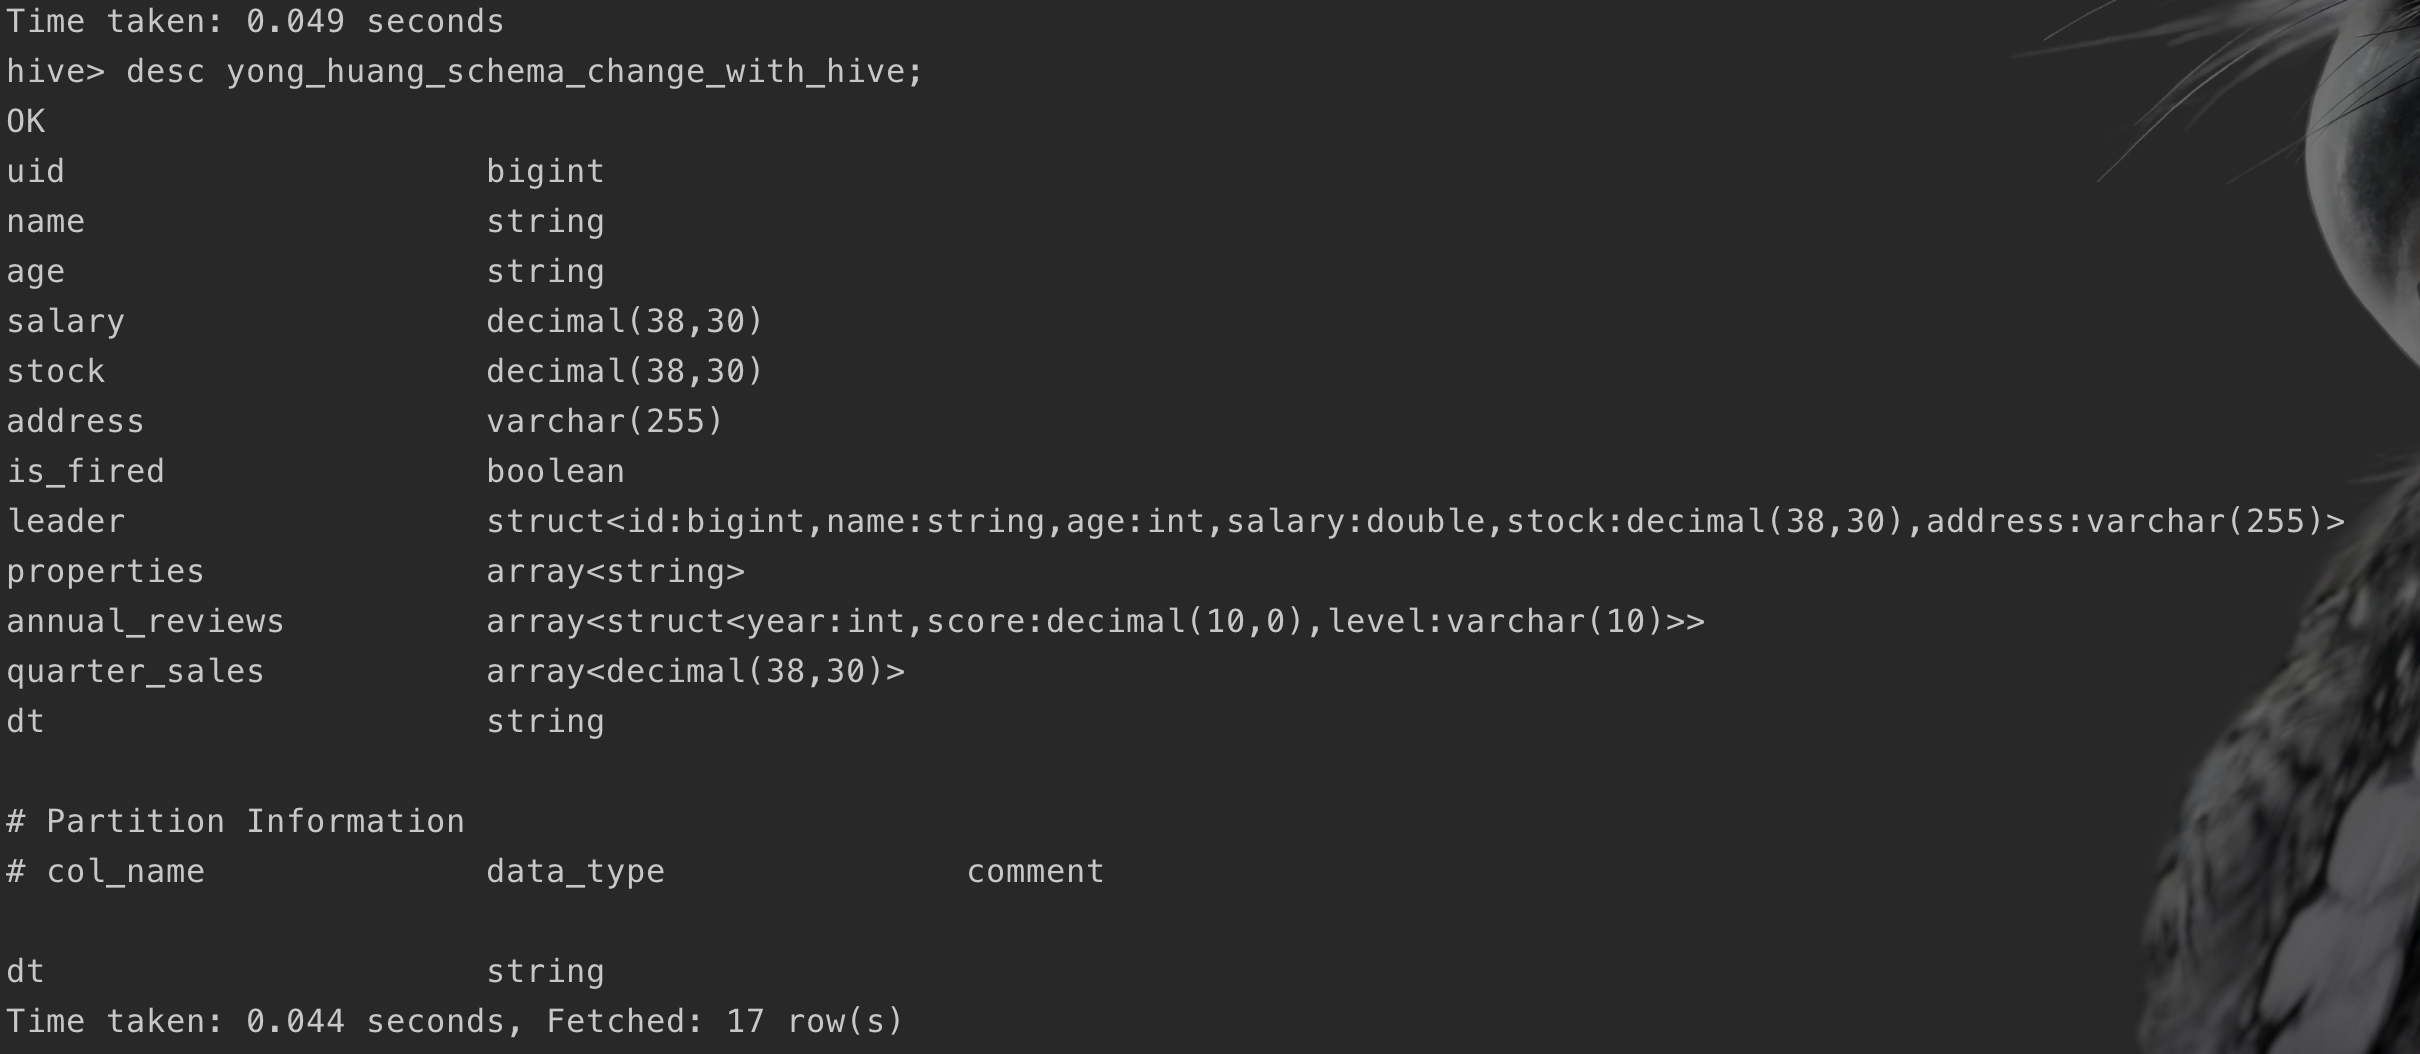 Time taken: 0.049 seconds
hive> desc yong_huang_schema_change_with_hive;
OK
uid                     bigint
name                    string
age                     string
salary                  decimal(38,30)
stock                   decimal(38,30)
address                 varchar(255)
is_fired                boolean
leader                  struct<id:bigint,name:string,age:int,salary:double,stock:decimal(38,30),address:varchar(255)>
properties              array<string>
annual_reviews          array<struct<year:int,score:decimal(10,0),level:varchar(10)>>
quarter_sales           array<decimal(38,30)>
dt                      string

# Partition Information
# col_name              data_type               comment

dt                      string
Time taken: 0.044 seconds, Fetched: 17 row(s)